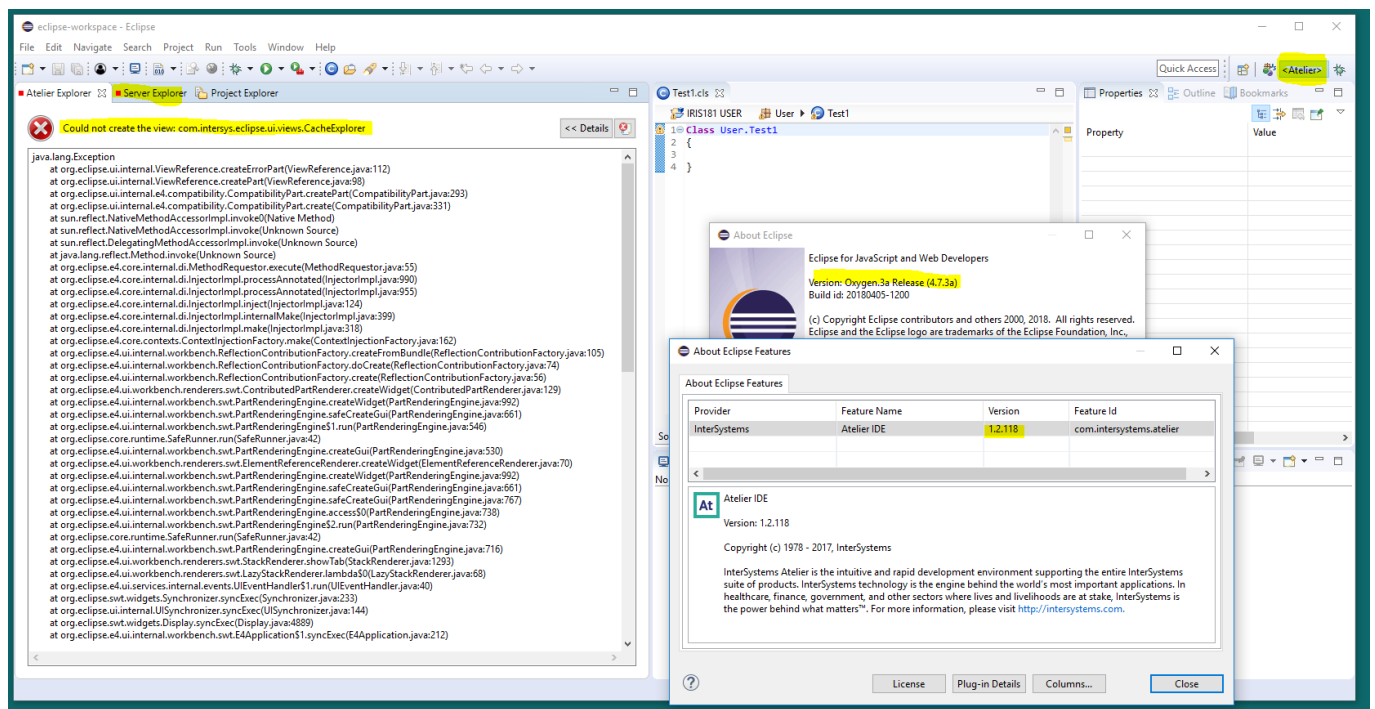 eclipse-workspace - Eclipse
File Edit Navigate Search Project Run Tools Window Help
Quick Access
<Atelier>
Atelier Explorer
Server Explorer
Project Explorer
Could not create the view: com.intersys.eclipse.ui.views.CacheExplorer
<< Details
java.lang.Exception
at org.eclipse.ui.internal.ViewReference.createErrorPart(ViewReference.java:112)
at org.eclipse.ui.internal.ViewReference.createPart(ViewReference.java:98)
at org.eclipse.ui.internal.e4.compatibility.CompatibilityPart.createPart(CompatibilityPart.java:293)
at org.eclipse.ui.internal.e4.compatibility.CompatibilityPart.create(CompatibilityPart.java:331)
at sun.reflect.NativeMethodAccessorImpl.invoke0(Native Method)
at sun.reflect.NativeMethodAccessorImpl.invoke(Unknown Source)
at sun.reflect.DelegatingMethodAccessorImpl.invoke(Unknown Source)
at java.lang.reflect.Method.invoke(Unknown Source)
at org.eclipse.e4.core.internal.di.MethodRequestor.execute(MethodRequestor.java:55)
at org.eclipse.e4.core.internal.di.InjectorImpl.processAnnotated(InjectorImpl.java:990)
at org.eclipse.e4.core.internal.di.InjectorImpl.processAnnotated(InjectorImpl.java:955)
at org.eclipse.e4.core.internal.di.InjectorImpl.inject(InjectorImpl.java:124)
at org.eclipse.e4.core.internal.di.InjectorImpl.internalMake(InjectorImpl.java:399)
at org.eclipse.e4.core.internal.di.InjectorImpl.make(InjectorImpl.java:318)
at org.eclipse.e4.core.contexts.ContextInjectionFactory.make(ContextInjectionFactory.java:162)
at org.eclipse.e4.ui.internal.workbench.ReflectionContributionFactory.createFromBundle(ReflectionContributionFactory.java:105)
at org.eclipse.e4.ui.internal.workbench.ReflectionContributionFactory.doCreate(ReflectionContributionFactory.java:74)
at org.eclipse.e4.ui.internal.workbench.ReflectionContributionFactory.create(ReflectionContributionFactory.java:56)
at org.eclipse.e4.ui.workbench.renderers.swt.ContributedPartRenderer.createWidget(ContributedPartRenderer.java:129)
at org.eclipse.e4.ui.internal.workbench.swt.PartRenderingEngine.createWidget(PartRenderingEngine.java:992)
at org.eclipse.e4.ui.internal.workbench.swt.PartRenderingEngine.safeCreateGui(PartRenderingEngine.java:661)
at org.eclipse.e4.ui.internal.workbench.swt.PartRenderingEngine$1.run(PartRenderingEngine.java:546)
at org.eclipse.core.runtime.SafeRunner.run(SafeRunner.java:42)
at org.eclipse.e4.ui.internal.workbench.swt.PartRenderingEngine.createGui(PartRenderingEngine.java:530)
at org.eclipse.e4.ui.workbench.renderers.swt.ElementReferenceRenderer.createWidget(ElementReferenceRenderer.java:70)
at org.eclipse.e4.ui.internal.workbench.swt.PartRenderingEngine.createWidget(PartRenderingEngine.java:992)
at org.eclipse.e4.ui.internal.workbench.swt.PartRenderingEngine.safeCreateGui(PartRenderingEngine.java:661)
at org.eclipse.e4.ui.internal.workbench.swt.PartRenderingEngine.safeCreateGui(PartRenderingEngine.java:767)
at org.eclipse.e4.ui.internal.workbench.swt.PartRenderingEngine.access$0(PartRenderingEngine.java:738)
at org.eclipse.e4.ui.internal.workbench.swt.PartRenderingEngine$2.run(PartRenderingEngine.java:732)
at org.eclipse.core.runtime.SafeRunner.run(SafeRunner.java:42)
at org.eclipse.e4.ui.internal.workbench.swt.PartRenderingEngine.createGui(PartRenderingEngine.java:716)
at org.eclipse.e4.ui.workbench.renderers.swt.StackRenderer.showTab(StackRenderer.java:1293)
at org.eclipse.e4.ui.workbench.renderers.swt.LazyStackRenderer.lambda$0(LazyStackRenderer.java:68)
at org.eclipse.e4.ui.services.internal.events.UIEventHandler$1.run(UIEventHandler.java:40)
at org.eclipse.swt.widgets.Synchronizer.syncExec(Synchronizer.java:233)
at org.eclipse.ui.internal.UISynchronizer.syncExec(UISynchronizer.java:144)
at org.eclipse.swt.widgets.Display.syncExec(Display.java:4889)
at org.eclipse.e4.ui.internal.workbench.swt.E4Application$1.syncExec(E4Application.java:212)
Test1.cls
IRIS181 USER User Test1
1 Class User.Test1
2 {
3
4 }
So
No
Properties
Outline
Bookmarks
Property Value
About Eclipse
Eclipse for JavaScript and Web Developers
Version: Oxygen.3a Release (4.7.3a)
Build id: 20180405-1200
(c) Copyright Eclipse contributors and others 2000, 2018. All rights reserved.
Eclipse and the Eclipse logo are trademarks of the Eclipse Foundation, Inc.,
About Eclipse Features
About Eclipse Features
Provider Feature Name Version Feature Id
InterSystems Atelier IDE 1.2.118 com.intersystems.atelier
At
Atelier IDE
Version: 1.2.118
Copyright (c) 1978 - 2017, InterSystems
InterSystems Atelier is the intuitive and rapid development environment supporting the entire InterSystems
suite of products. InterSystems technology is the engine behind the world's most important applications. In
healthcare, finance, government, and other sectors where lives and livelihoods are at stake, InterSystems is
the power behind what matters™. For more information, please visit http://intersystems.com.
License
Plug-in Details
Columns...
Close